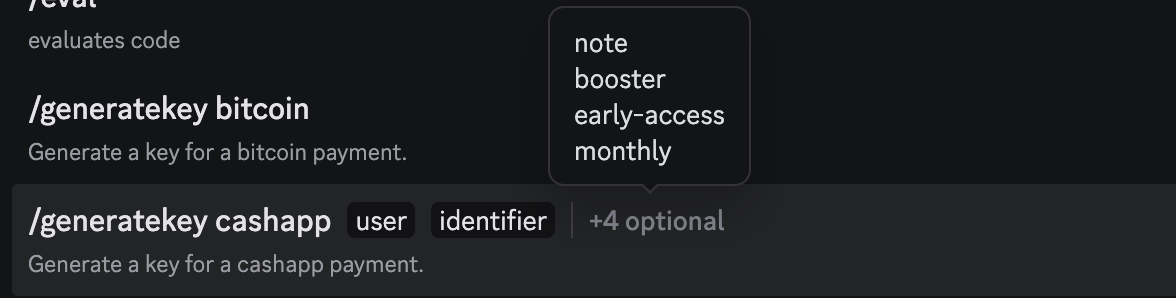 /eval
evaluates code
note
booster
early-access
monthly
/generatekey bitcoin
Generate a key for a bitcoin payment.
/generatekey cashapp user identifier +4 optional
Generate a key for a cashapp payment.